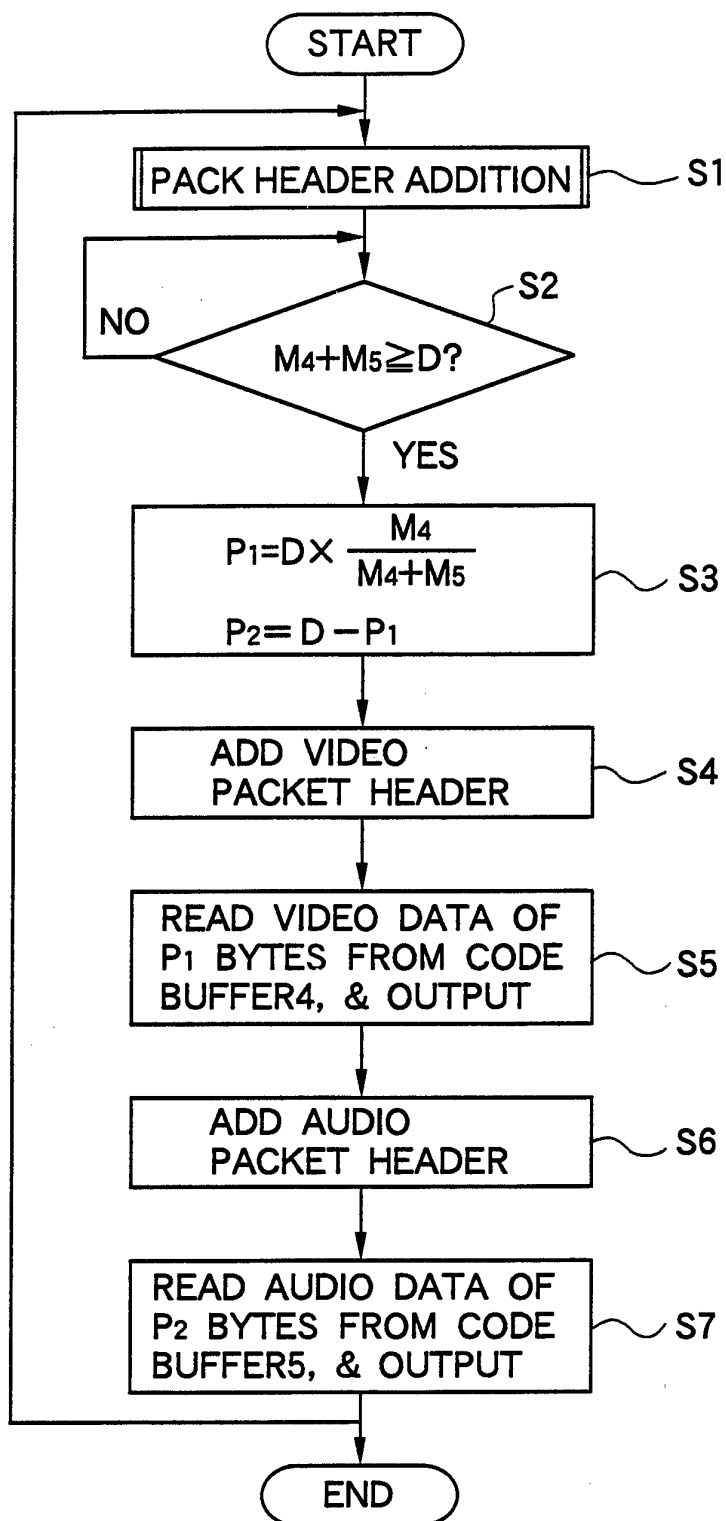 START
PACK HEADER ADDITION
S1
S2
NO
M4+M5≧D?
YES
P1=D× M4
M4+M5
S3
P2=D-P1
ADD VIDEO
PACKET HEADER
S4
READ VIDEO DATA OF
P1 BYTES FROM CODE
BUFFER4, & OUTPUT
S5
ADD AUDIO
PACKET HEADER
S6
READ AUDIO DATA OF
P2 BYTES FROM CODE
BUFFER5, & OUTPUT
S7
END